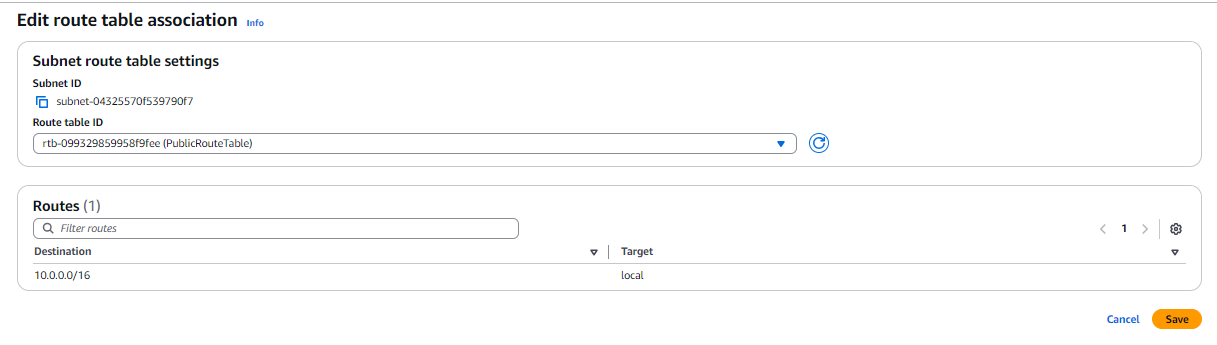 Edit route table association Info
Subnet route table settings
Subnet ID
subnet-04325570f539790f7
Route table ID
rtb-099329859958f9fee (PublicRouteTable)
Routes (1)
Filter routes
1
Destination Target
10.0.0.0/16 local
Cancel Save